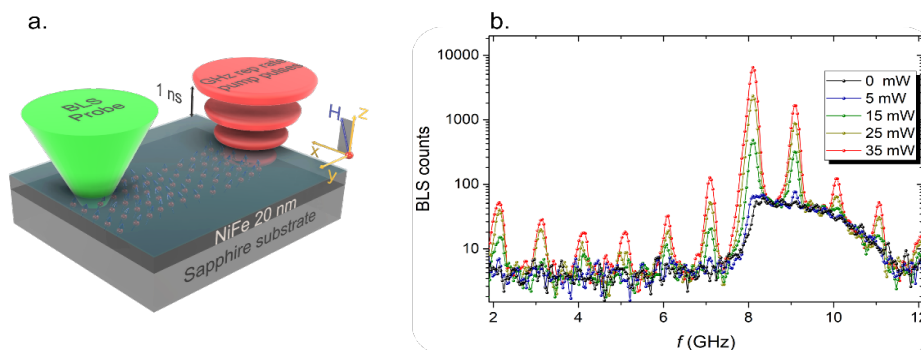 a.
BLS
Probe
GHz rep rate
pump pulses
1 ns
H
z
x
y
NiFe 20 nm
Sapphire substrate
b.
BLS counts
10000
1000
100
10
0 mW
5 mW
15 mW
25 mW
35 mW
2 4 6 8 10 12
f (GHz)